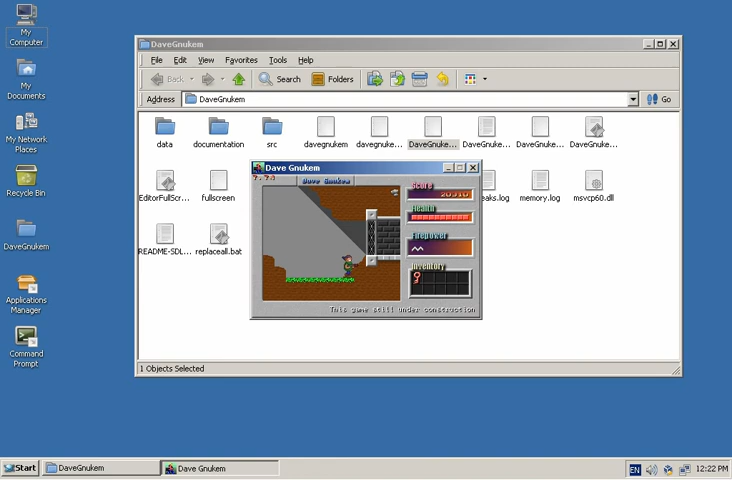 My
Computer
My
Documents
My Network
Places
Recycle Bin
DaveGnukem
Applications
Manager
Command
Prompt
DaveGnukem
File Edit View Favorites Tools Help
Back Search Folders
Address DaveGnukem Go
data documentation src davegnukem davegnuke... DaveGnuke... DaveGnuke... DaveGnuke... DaveGnuke...
EditorFullScr... fullscreen eaks.log memory.log msvcp60.dll
README-SDL... replaceall.bat
Dave Gnukem
Dave Gnukem
Score
Health
Firepower
Inventory
This game still under construction
1 Objects Selected
Start DaveGnukem Dave Gnukem EN 12:22 PM